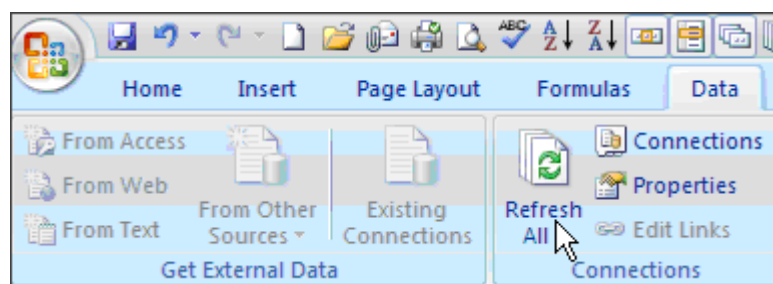 ABC
A
Z
Z
A
Home Insert Page Layout Formulas Data
From Access
From Web
From Text
From Other
Sources
Existing
Connections
Get External Data
Refresh
All
Connections
Properties
Edit Links
Connections